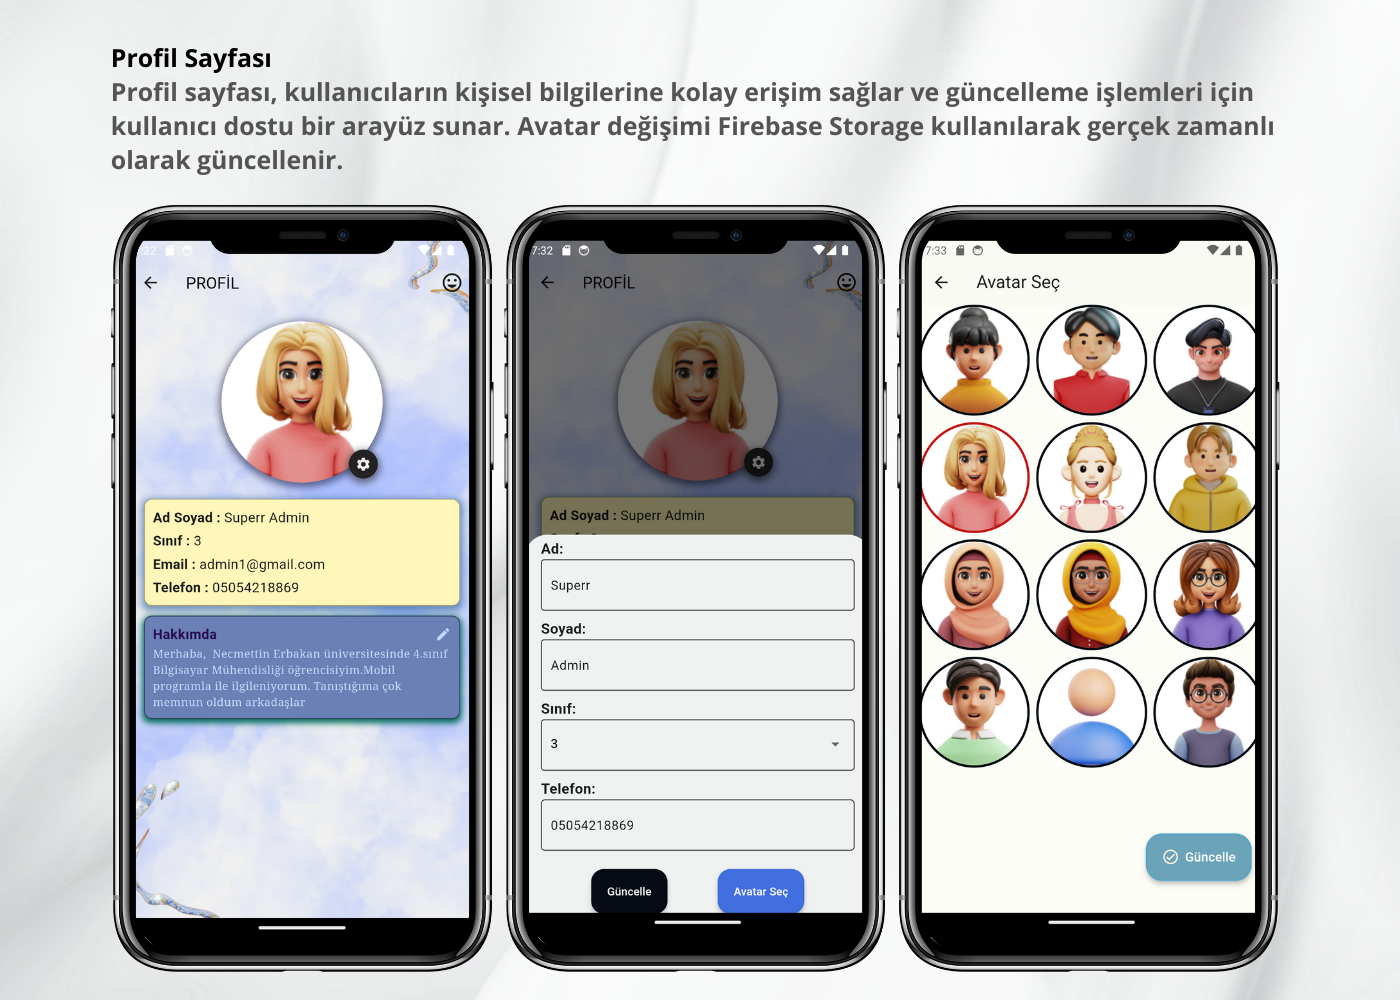 Profil Sayfası
Profil sayfası, kullanıcıların kişisel bilgilerine kolay erişim sağlar ve güncelleme işlemleri için
kullanıcı dostu bir arayüz sunar. Avatar değişimi Firebase Storage kullanılarak gerçek zamanlı
olarak güncellenir.
:32
PROFİL
Ad Soyad : Superr Admin
Sınıf : 3
Email : admin1@gmail.com
Telefon : 05054218869
Hakkımda
Merhaba, Necmettin Erbakan üniversitesinde 4.sınıf
Bilgisayar Mühendisliği öğrencisiyim.Mobil
programla ile ilgileniyorum. Tanıştığıma çok
memnun oldum arkadaşlar
7:32
PROFİL
Ad Soyad : Superr Admin
Ad:
Superr
Soyad:
Admin
Sınıf:
3
Telefon:
05054218869
Güncelle
Avatar Seç
7:33
Avatar Seç
Güncelle